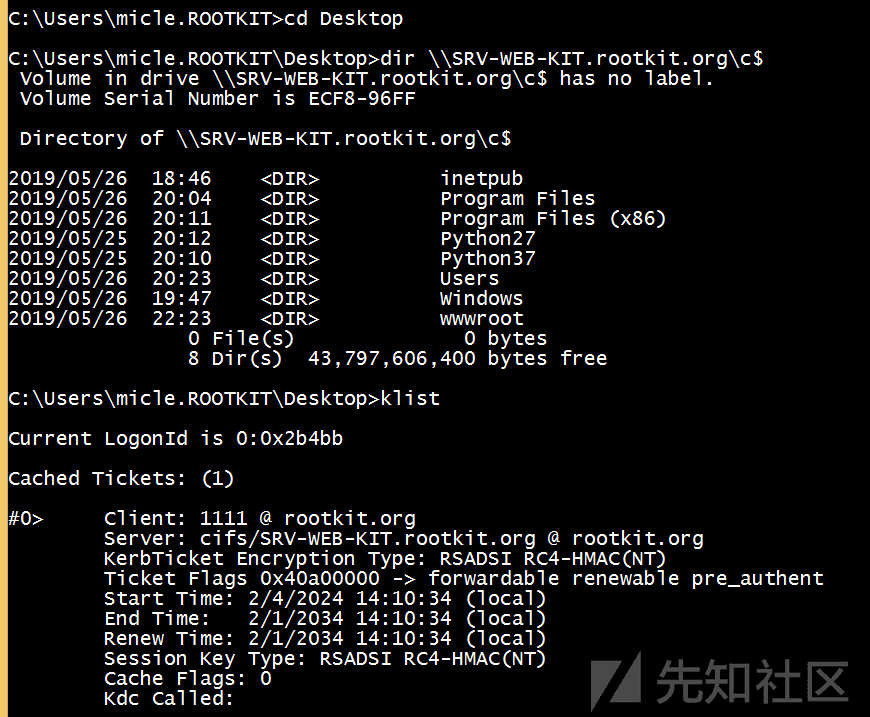 C:\Users\micle.ROOTKIT>cd Desktop
C:\Users\micle.ROOTKIT\Desktop>dir \\SRV-WEB-KIT.rootkit.org\c$
 Volume in drive \\SRV-WEB-KIT.rootkit.org\c$ has no label.
 Volume Serial Number is ECF8-96FF
 Directory of \\SRV-WEB-KIT.rootkit.org\c$
2019/05/26  18:46    <DIR>          inetpub
2019/05/26  20:04    <DIR>          Program Files
2019/05/26  20:11    <DIR>          Program Files (x86)
2019/05/25  20:12    <DIR>          Python27
2019/05/25  20:10    <DIR>          Python37
2019/05/26  20:23    <DIR>          Users
2019/05/26  19:47    <DIR>          Windows
2019/05/26  22:23    <DIR>          wwwroot
               0 File(s)              0 bytes
               8 Dir(s)  43,797,606,400 bytes free
C:\Users\micle.ROOTKIT\Desktop>klist
Current LogonId is 0:0x2b4bb
Cached Tickets: (1)
#0>     Client: 1111 @ rootkit.org
        Server: cifs/SRV-WEB-KIT.rootkit.org @ rootkit.org
        KerbTicket Encryption Type: RSADSI RC4-HMAC(NT)
        Ticket Flags 0x40a00000 -> forwardable renewable pre_authent
        Start Time: 2/4/2024 14:10:34 (local)
        End Time:   2/1/2034 14:10:34 (local)
        Renew Time: 2/1/2034 14:10:34 (local)
        Session Key Type: RSADSI RC4-HMAC(NT)
        Cache Flags: 0
        Kdc Called:
先知社区